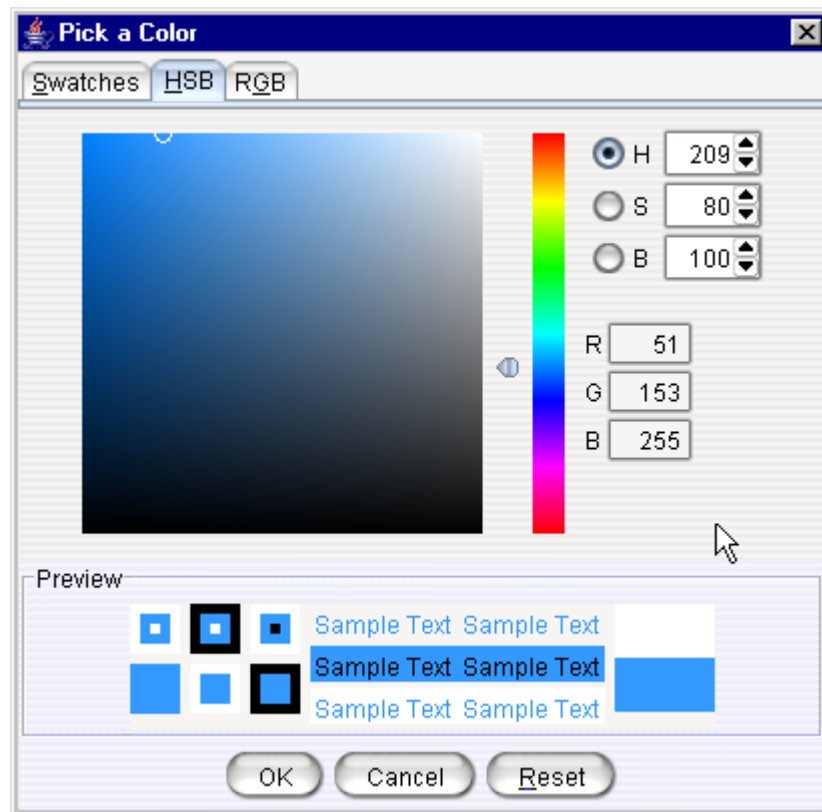 Pick a Color
Swatches HSB RGB
H 209
S 80
B 100
R 51
G 153
B 255
Preview
Sample Text Sample Text
Sample Text Sample Text
Sample Text Sample Text
OK Cancel Reset